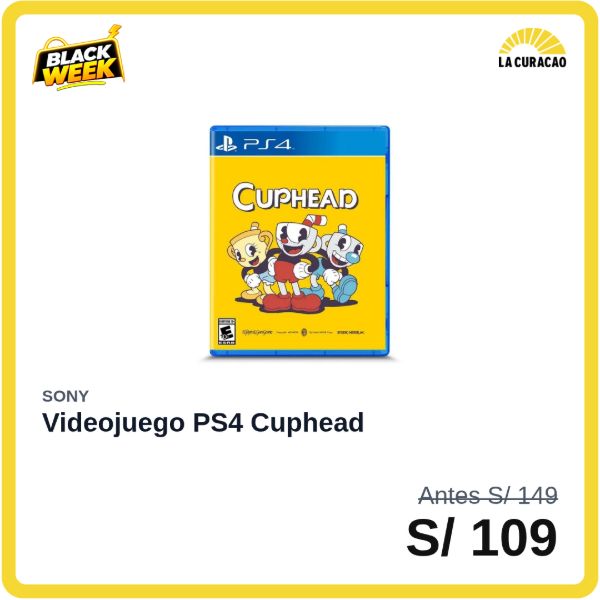 BLACK
WEEK
LA CURACAO
PS4
CUPHEAD
E
SONY
Videojuego PS4 Cuphead
Antes S/ 149
S/ 109